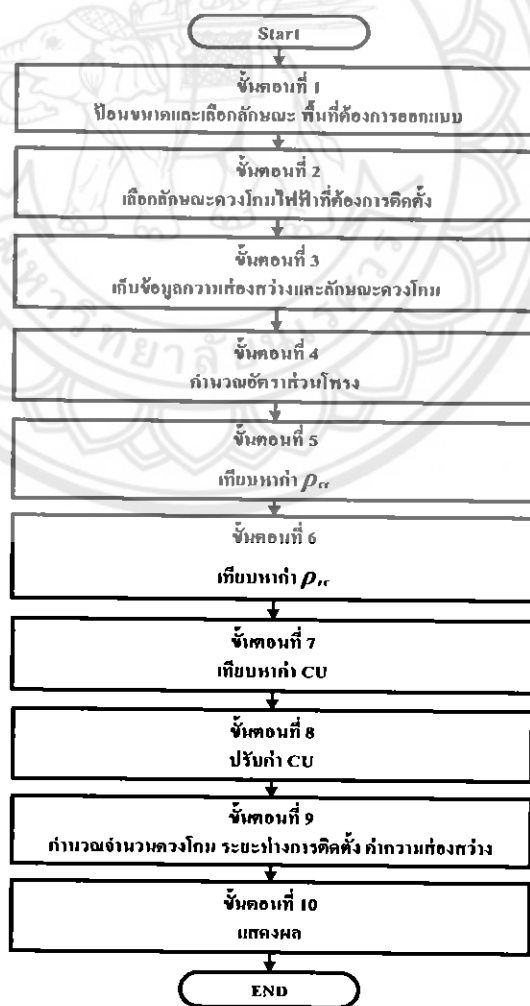 Start
ขั้นตอนที่ 1
ป้อนขนาดและเลือกลักษณะ พื้นที่ต้องการออกแบบ
ขั้นตอนที่ 2
เลือกลักษณะดวงโคมไฟฟ้าที่ต้องการติดตั้ง
ขั้นตอนที่ 3
เก็บข้อมูลความส่องสว่างและลักษณะดวงโคม
ขั้นตอนที่ 4
คำนวณอัตราส่วนโพรง
ขั้นตอนที่ 5
เทียบหาค่า ρcc
ขั้นตอนที่ 6
เทียบหาค่า
ขั้นตอนที่ 7
เทียบหาค่า CU
ขั้นตอนที่ 8
ปรับค่า CU
ขั้นตอนที่ 9
คำนวณจำนวนดวงโคม ระยะห่างการติดตั้ง ค่าความส่องสว่าง
ขั้นตอนที่ 10
แสดงผล
END